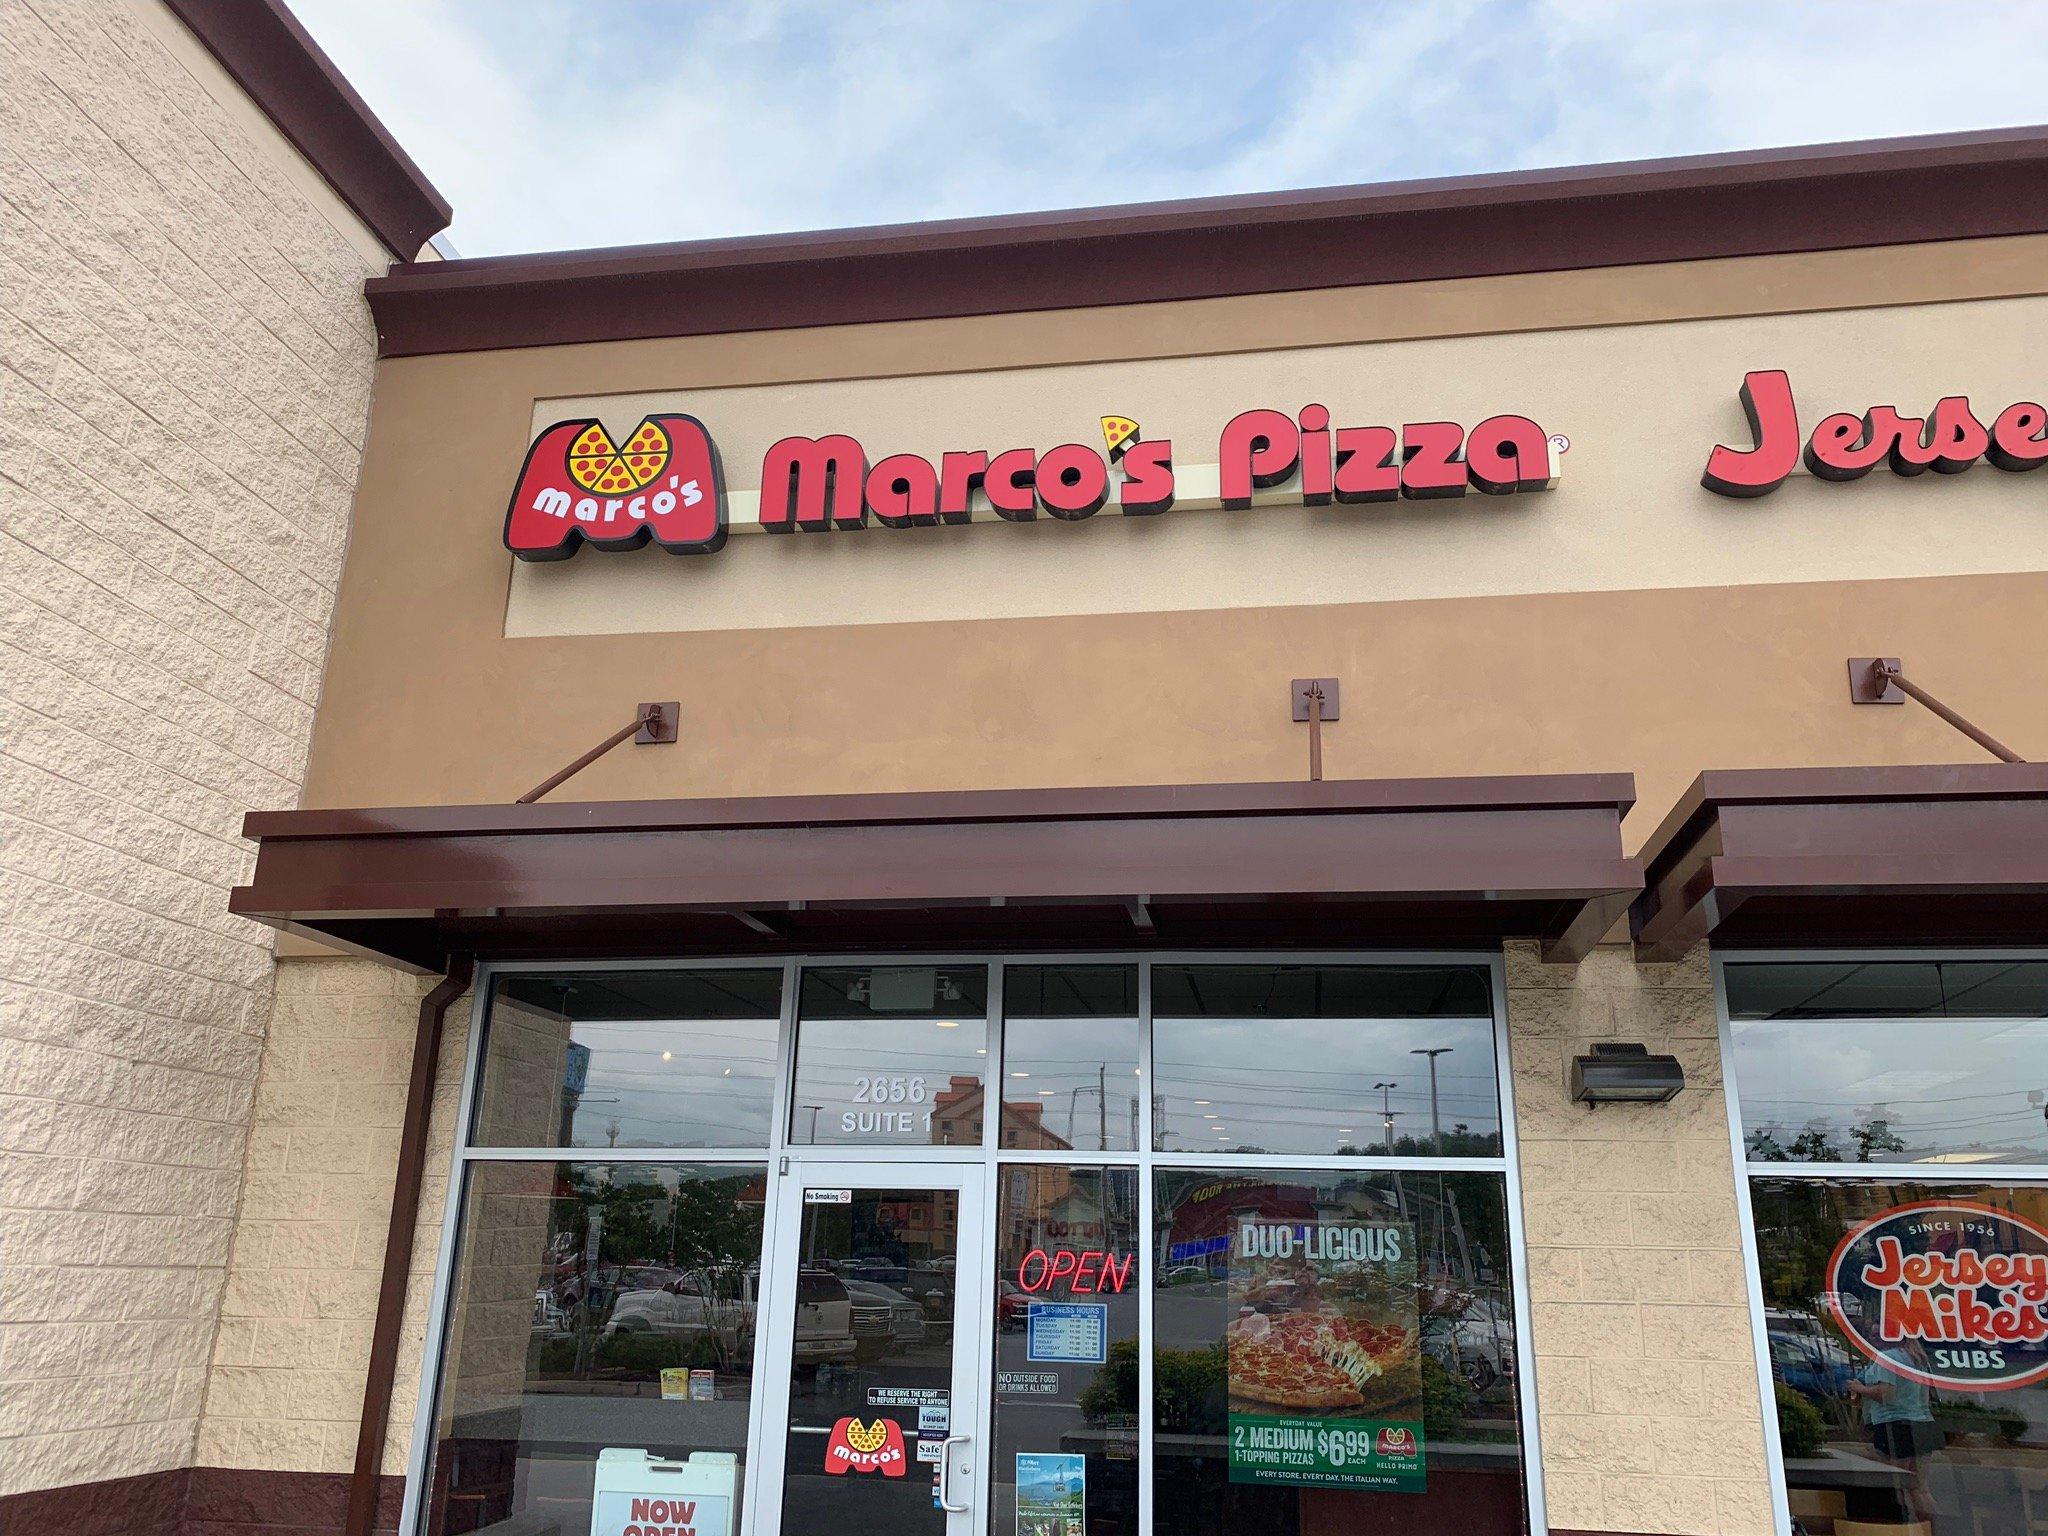 marco's
Marco's Pizza®
Jerse
2656
SUITE 1
No Smoking
OPEN
BUSINESS HOURS
MONDAY
TUESDAY
WEDNESDAY
THURSDAY
FRIDAY
SATURDAY
SUNDAY
NO OUTSIDE FOOD
OR DRINKS ALLOWED
WE RESERVE THE RIGHT
TO REFUSE SERVICE TO ANYONE
TOUGH
Safe
marco's
NOW
OPEN
DUO-LICIOUS
EVERYDAY VALUE
2 MEDIUM $6.99
1-TOPPING PIZZAS EACH
MARCO'S
PIZZA
HELLO PRIMO
EVERY STORE. EVERY DAY. THE ITALIAN WAY.
SINCE 1956
Jersey
Mike's
SUBS